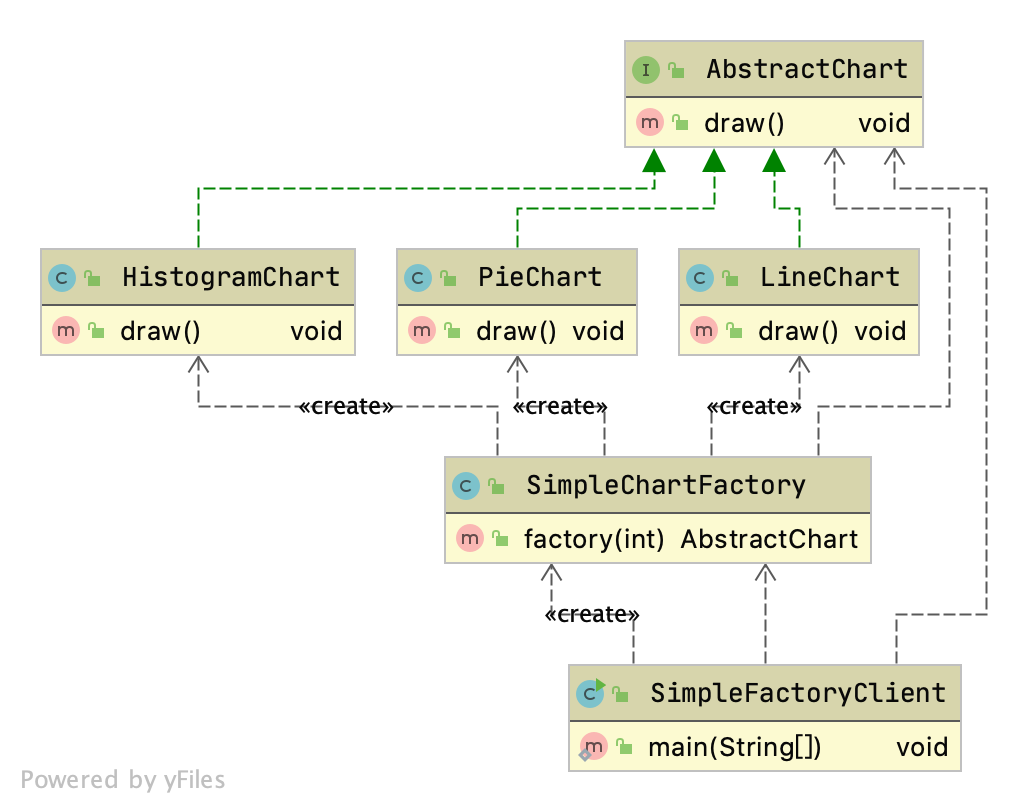 I AbstractChart
m draw() void
C HistogramChart
m draw() void
C PieChart
m draw() void
C LineChart
m draw() void
«create»
«create»
«create»
C SimpleChartFactory
m factory(int) AbstractChart
«create»
C SimpleFactoryClient
m main(String[]) void
Powered by yFiles